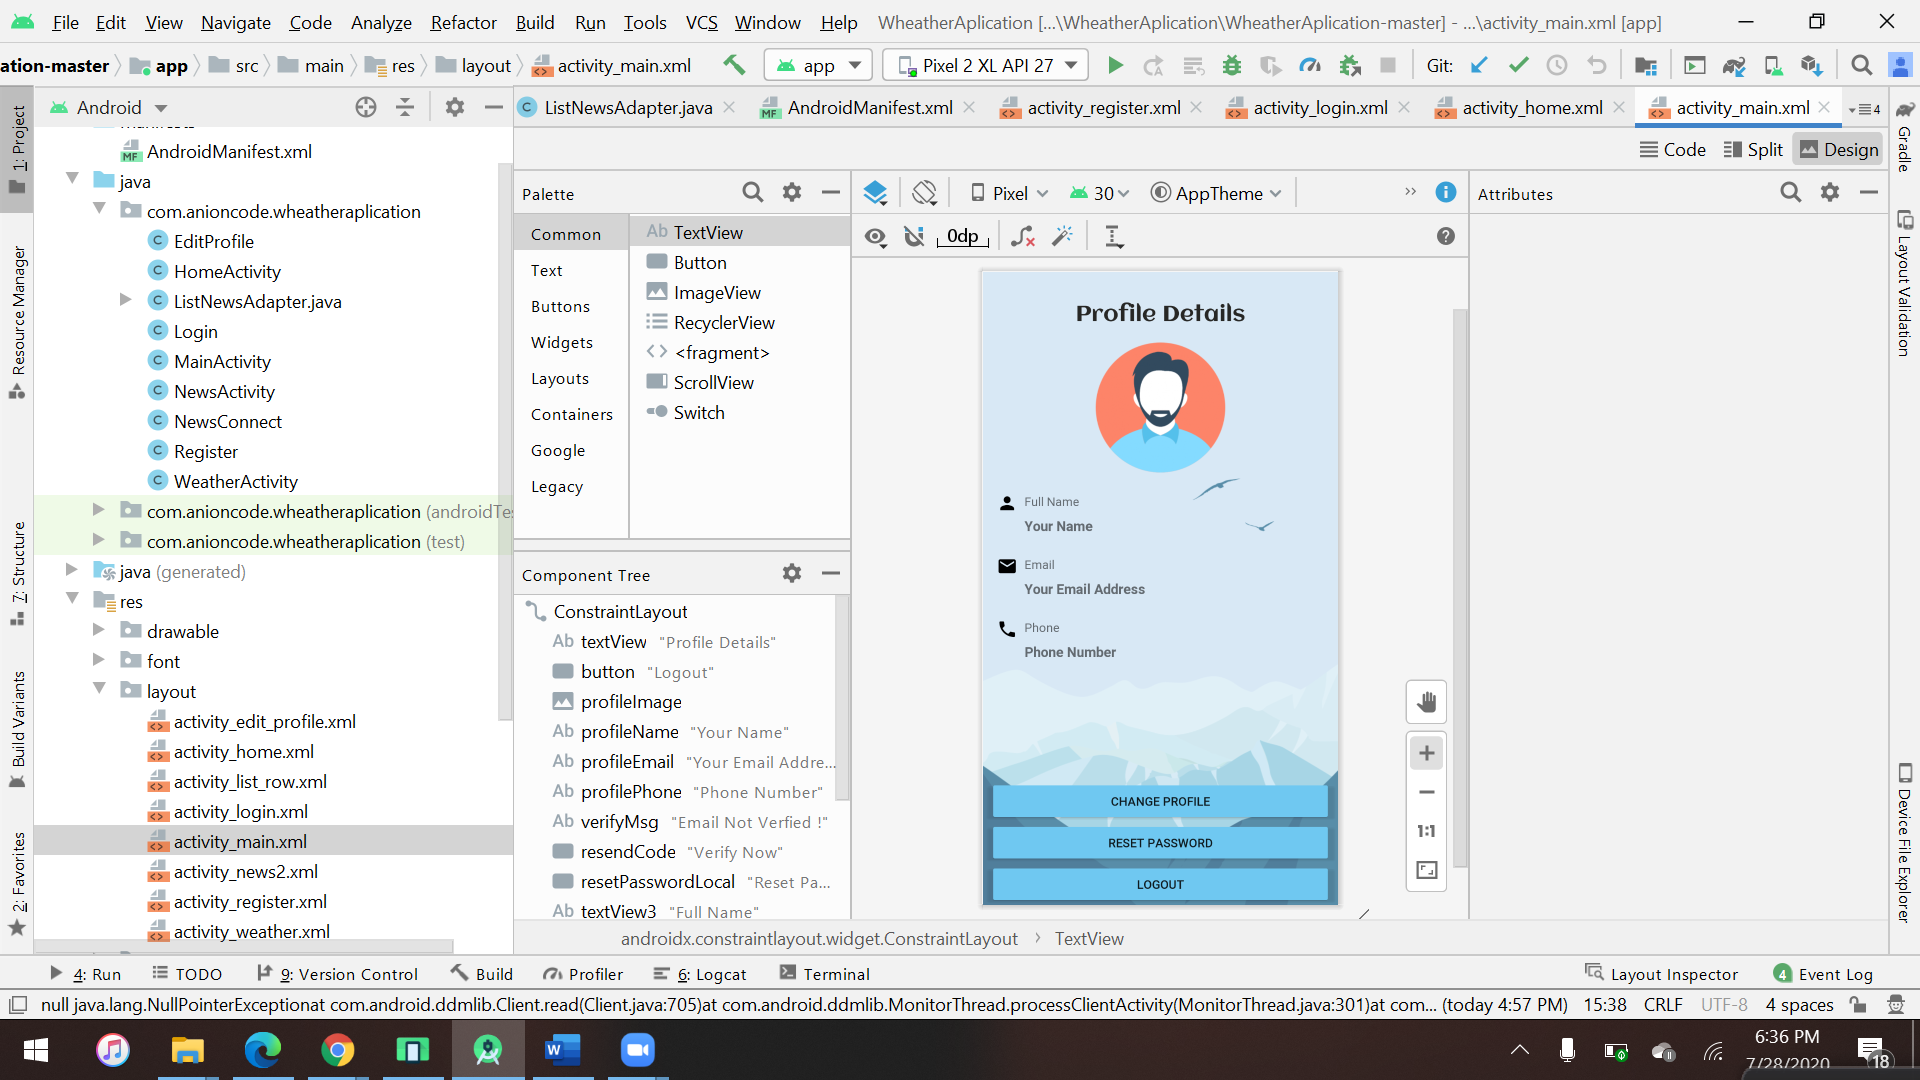 File Edit View Navigate Code Analyze Refactor Build Run Tools VCS Window Help WheatherAplication [...\WheatherAplication\WheatherAplication-master] - ...\activity_main.xml [app]
ation-master app src main res layout activity_main.xml app Pixel 2 XL API 27 Git:
Android
ListNewsAdapter.java AndroidManifest.xml activity_register.xml activity_login.xml activity_home.xml activity_main.xml 4
Code Split Design
1: Project
Resource Manager
7: Structure
Build Variants
2: Favorites
AndroidManifest.xml
java
com.anioncode.wheatheraplication
EditProfile
HomeActivity
ListNewsAdapter.java
Login
MainActivity
NewsActivity
NewsConnect
Register
WeatherActivity
com.anioncode.wheatheraplication (androidTe
com.anioncode.wheatheraplication (test)
java (generated)
res
drawable
font
layout
activity_edit_profile.xml
activity_home.xml
activity_list_row.xml
activity_login.xml
activity_main.xml
activity_news2.xml
activity_register.xml
activity_weather.xml
Palette
Common
Text
Buttons
Widgets
Layouts
Containers
Google
Legacy
Ab TextView
Button
ImageView
RecyclerView
<> <fragment>
ScrollView
Switch
Component Tree
ConstraintLayout
Ab textView "Profile Details"
button "Logout"
profileImage
Ab profileName "Your Name"
Ab profileEmail "Your Email Addre...
Ab profilePhone "Phone Number"
Ab verifyMsg "Email Not Verfied !"
resendCode "Verify Now"
resetPasswordLocal "Reset Pa...
Ab textView3 "Full Name"
Pixel 30 AppTheme
0dp
Profile Details
Full Name
Your Name
Email
Your Email Address
Phone
Phone Number
CHANGE PROFILE
RESET PASSWORD
LOGOUT
1:1
Attributes
Gradle
Layout Validation
Device File Explorer
androidx.constraintlayout.widget.ConstraintLayout › TextView
4: Run TODO 9: Version Control Build Profiler 6: Logcat Terminal Layout Inspector 4 Event Log
null java.lang.NullPointerExceptionat com.android.ddmlib.Client.read(Client.java:705)at com.android.ddmlib.MonitorThread.processClientActivity(MonitorThread.java:301)at com... (today 4:57 PM) 15:38 CRLF UTF-8 4 spaces
6:36 PM
7/28/2020
18